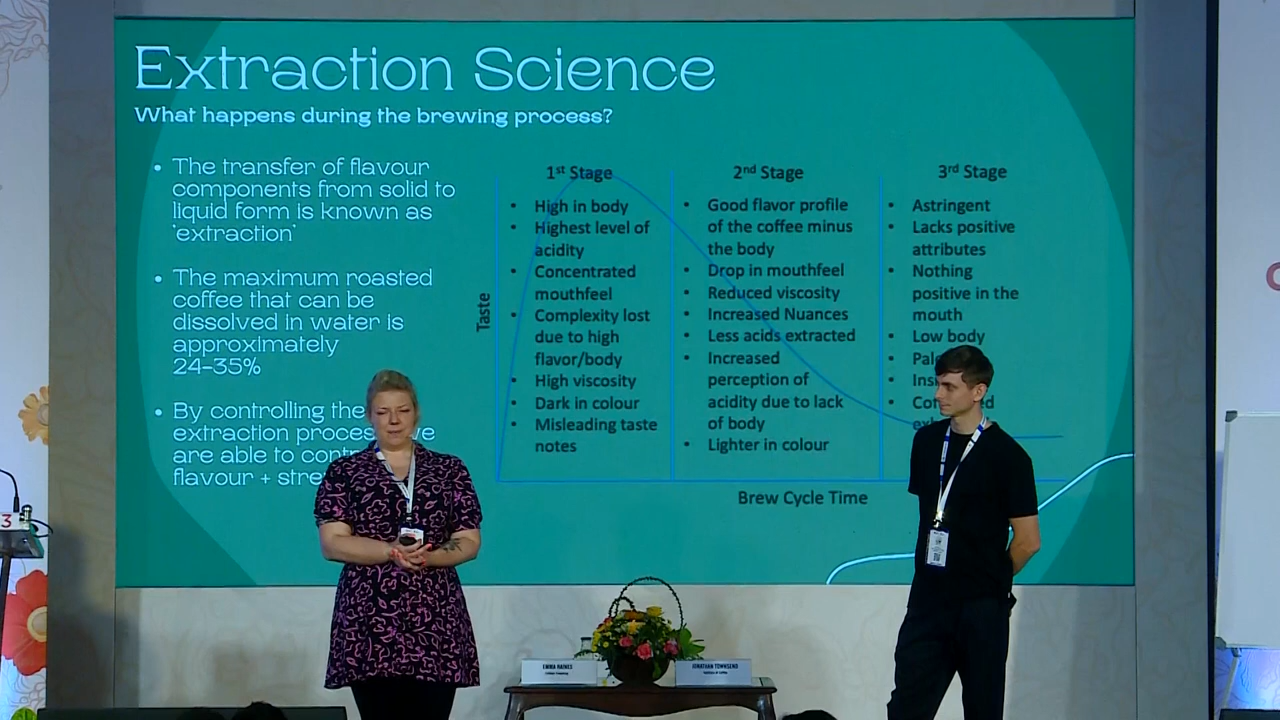 Extraction Science
What happens during the brewing process?
• The transfer of flavour
components from solid to
liquid form is known as
'extraction'
• The maximum roasted
coffee that can be
dissolved in water is
approximately
24-35%
• By controlling the
extraction
are able to
flavour +
Taste
1st Stage
• High in body
• Highest level of
acidity
• Concentrated
mouthfeel
• Complexity lost
due to high
flavor/body
• High viscosity
• Dark in colour
• Misleading taste
notes
2nd Stage
• Good flavor profile
of the coffee minus
the body
• Drop in mouthfeel
• Reduced viscosity
• Increased Nuances
• Less acids extracted
• Increased
perception of
acidity due to lack
of body
• Lighter in colour
3rd Stage
• Astringent
• Lacks positive
attributes
• Nothing
positive in the
mouth
• Low body
Brew Cycle Time
3
EMMA HAINES
JONATHAN TOWNSEND